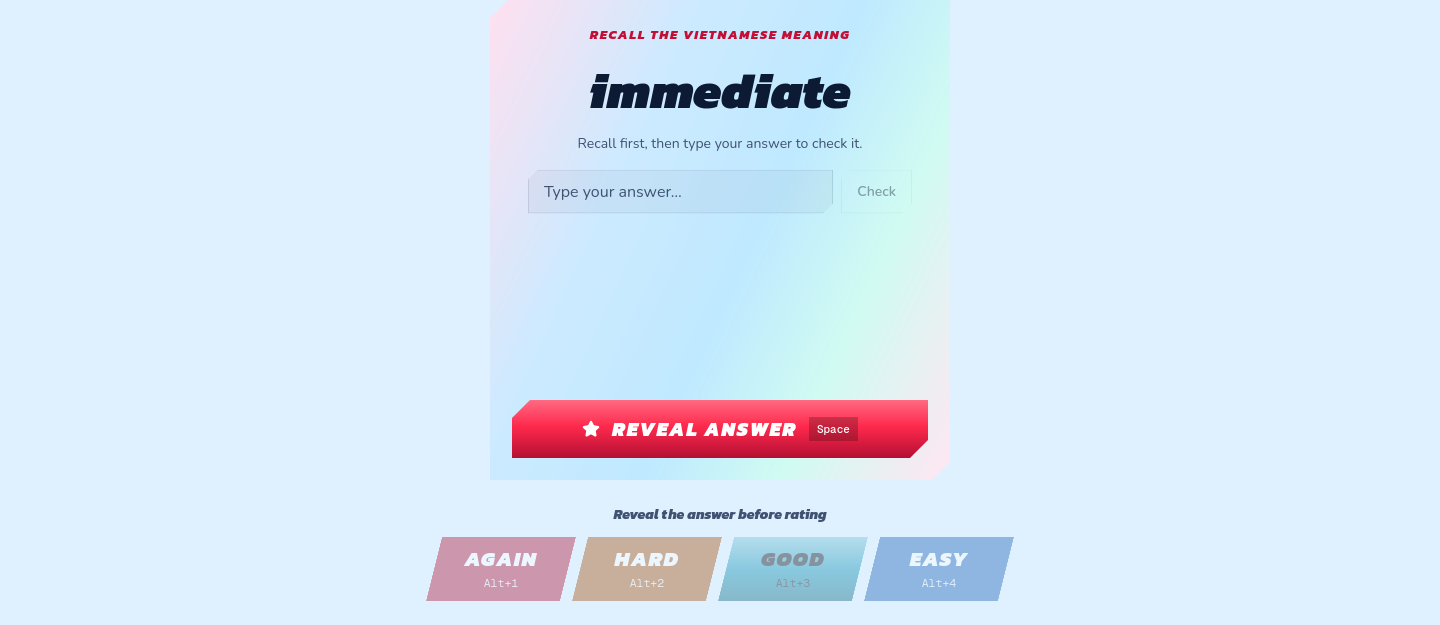 RECALL THE VIETNAMESE MEANING
immediate
Recall first, then type your answer to check it.
Type your answer...
Check
REVEAL ANSWER Space
Reveal the answer before rating
AGAIN HARD GOOD EASY
Alt+1 Alt+2 Alt+3 Alt+4